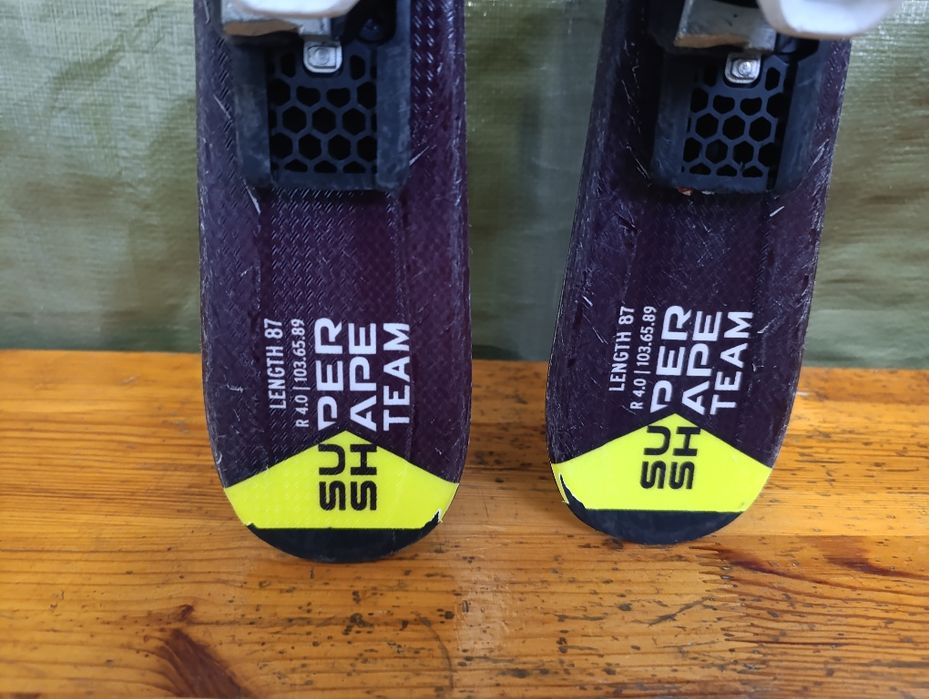 LENGTH 87
R 4.0 | 103.65.89
SUPER
SHAPE
TEAM
LENGTH 87
R 4.0 | 103.65.89
SUPER
SHAPE
TEAM